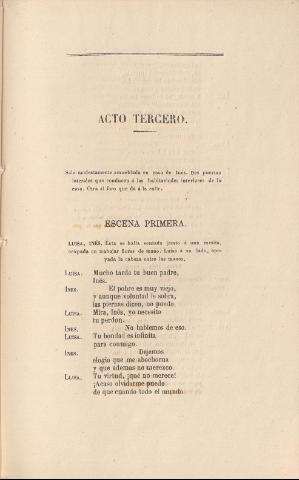 ACTO TERCERO.
Sala modestamente amueblada en casa de Inés. Dos puertas
laterales que conducen á las habitaciones interiores de la
casa. Otra al foro que da á la calle.
ESCENA PRIMERA.
LUISA, INÉS. Esta se halla sentada junto á una mesita,
ocupada en trabajar flores de mano; Luisa á su lado, apo-
yada la cabeza entre las manos.
LUISA. Mucho tarda tu buen padre,
Inés.
INES. El pobre es muy viejo,
y aunque voluntad le sobra,
las piernas dicen, no puedo.
LUISA. Mira, Inés, yo necesito
tu perdon.
INES. No hablemos de eso.
LUISA. Tu bondad es infinita
para conmigo.
INES. Dejemos
elogio que me abochorna
y que ademas no merezco.
LUISA. Tu virtud, ¡qué no merece!
¡Acaso olvidarme puedo
de que cuando todo el mundo